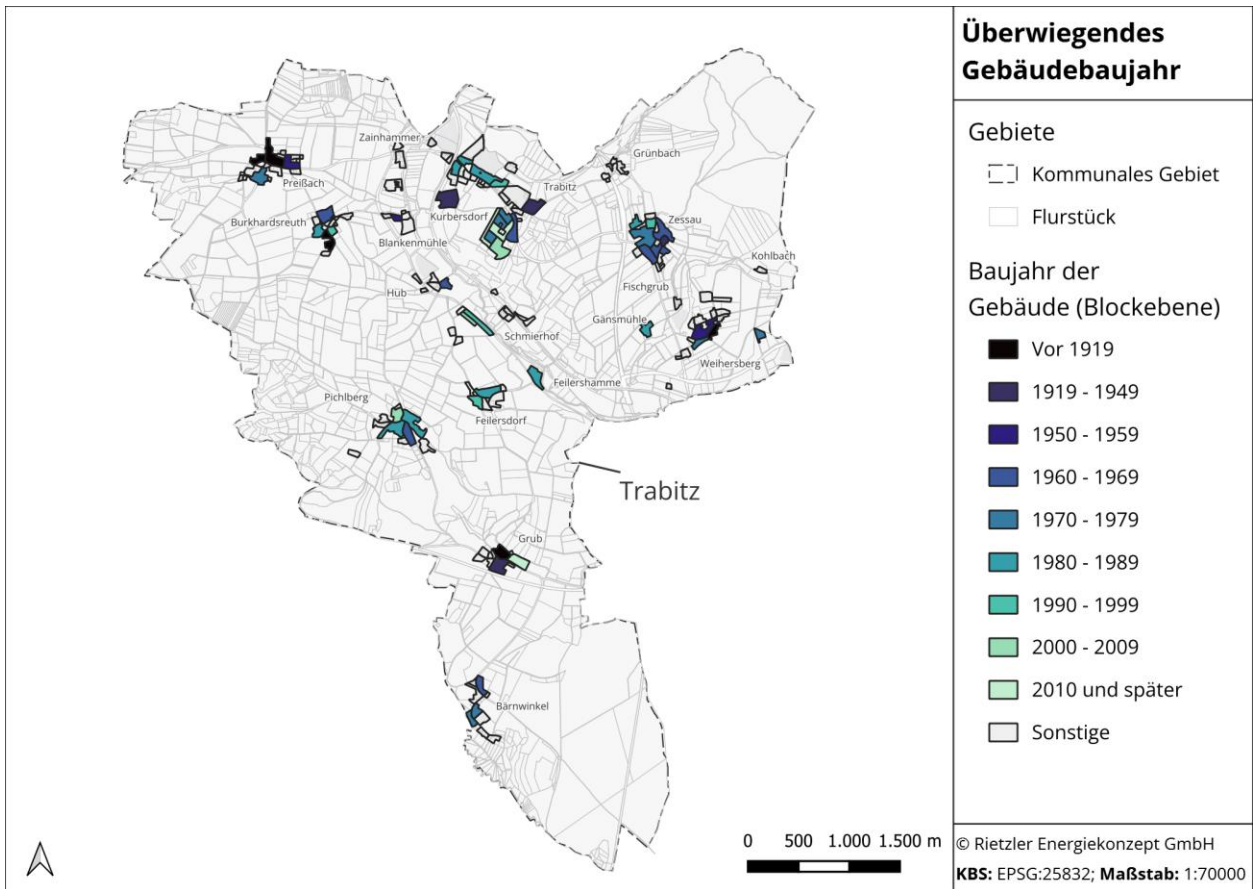 Überwiegendes
Gebäudebaujahr
Gebiete
Kommunales Gebiet
Flurstück
Baujahr der
Gebäude (Blockebene)
Vor 1919
1919 - 1949
1950 - 1959
1960 - 1969
1970 - 1979
1980 - 1989
1990 - 1999
2000 - 2009
2010 und später
Sonstige
© Rietzler Energiekonzept GmbH
KBS: EPSG:25832; Maßstab: 1:70000
Zainhammer
Grünbach
Preißach
Trabitz
Burkhardsreuth
Kurbersdorf
Zessau
Blankenmühle
Kohlbach
Hub
Fischgrub
Gänsmühle
Schmierhof
Weihersberg
Feilershammer
Pichlberg
Feilersdorf
Trabitz
Grub
Bärnwinkel
0 500 1.000 1.500 m